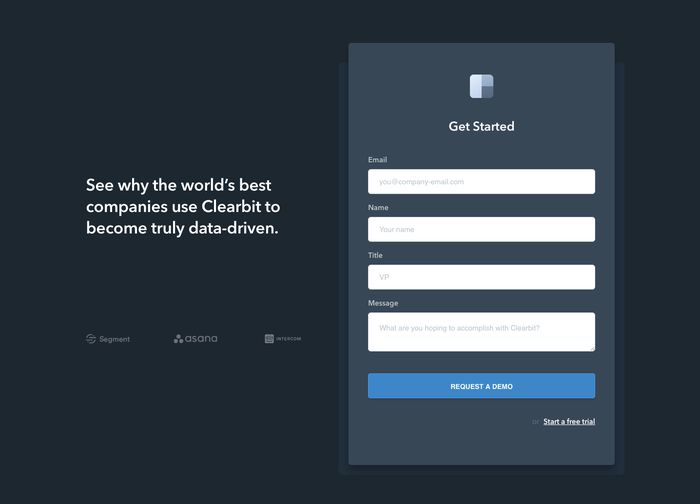 See why the world's best
companies use Clearbit to
become truly data-driven.
Segment
asana
INTERCOM
Get Started
Email
you@company-email.com
Name
Your name
Title
VP
Message
What are you hoping to accomplish with Clearbit?
REQUEST A DEMO
or Start a free trial